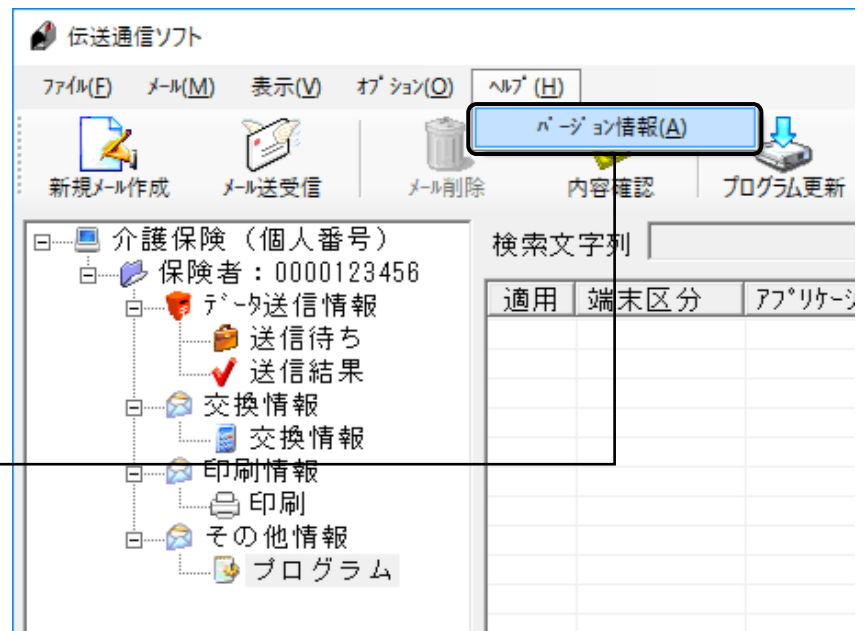 伝送通信ソフト
ﾌｧｲﾙ(F) ﾒｰﾙ(M) 表示(V) ｵﾌﾟｼｮﾝ(O) ﾍﾙﾌﾟ(H)
ﾊﾞｰｼﾞｮﾝ情報(A)
新規ﾒｰﾙ作成 ﾒｰﾙ送受信 ﾒｰﾙ削除 内容確認 ﾌﾟﾛｸﾞﾗﾑ更新
介護保険（個人番号）
保険者：0000123456
ﾃﾞｰﾀ送信情報
送信待ち
送信結果
交換情報
交換情報
印刷情報
印刷
その他情報
プログラム
検索文字列
適用 端末区分 ｱﾌﾟﾘｹｰｼ